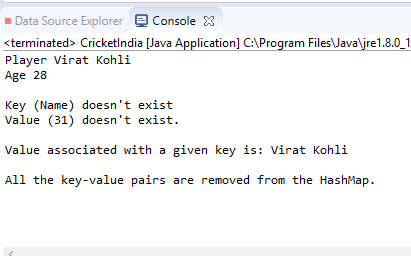 Data Source Explorer Console
<terminated> CricketIndia [Java Application] C:\Program Files\Java\jre1.8.0_1
Player Virat Kohli
Age 28
Key (Name) doesn't exist
Value (31) doesn't exist.
Value associated with a given key is: Virat Kohli
All the key-value pairs are removed from the HashMap.